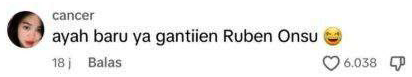 cancer
ayah baru ya gantiien Ruben Onsu 😂
18 j Balas 6.038